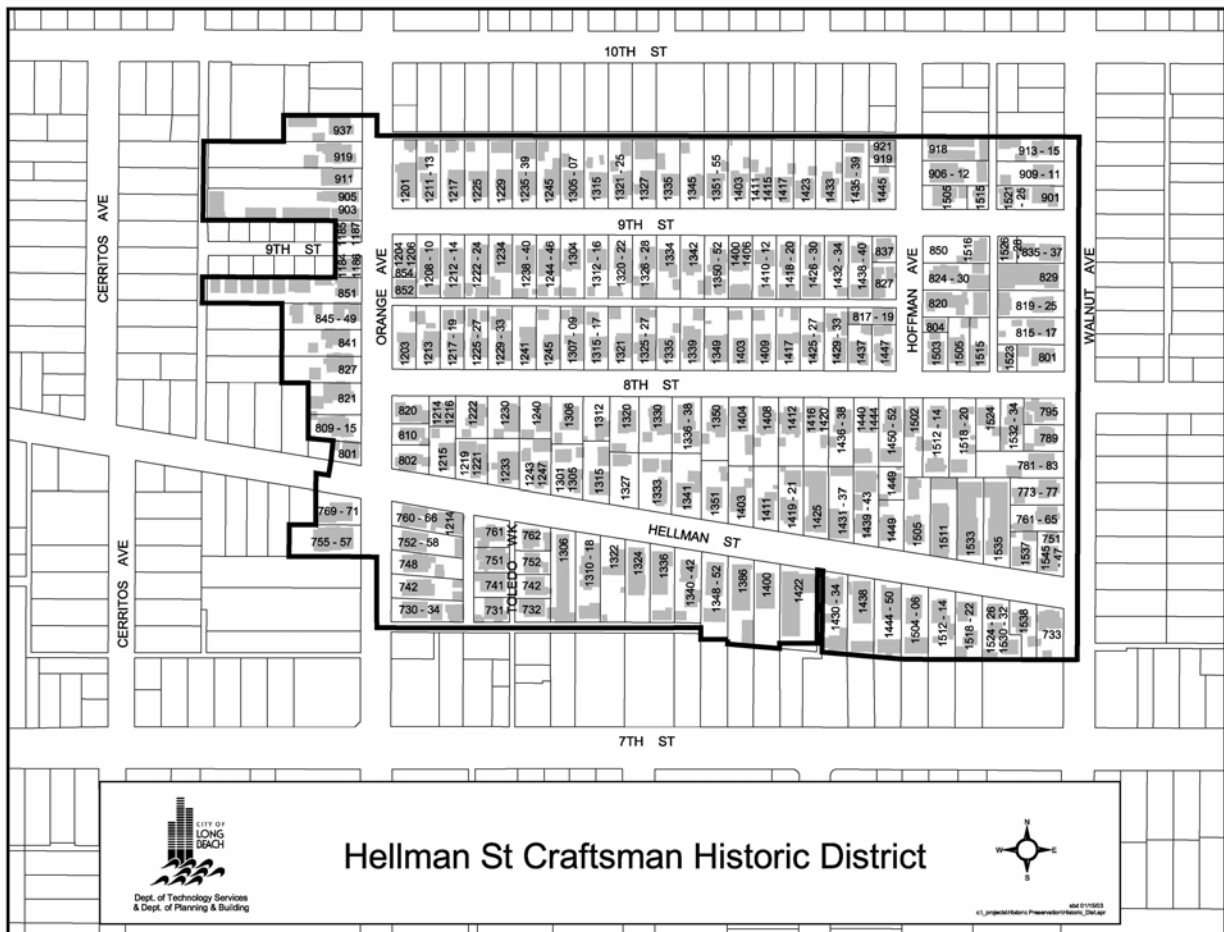 10TH ST
CERRITOS AVE
937
919
911
905
903
1185
1187
9TH ST
1184
1186
851
845 - 49
841
827
821
809 - 15
801
769 - 71
755 - 57
ORANGE AVE
1201
1211 - 13
1217
1225
1229
1235 - 39
1245
1305 - 07
1315
1321 - 25
1327
1335
1345
1351 - 55
1403
1411
1415
1417
1423
1433
1435 - 39
921
919
1445
918
906 - 12
1505
1515
913 - 15
909 - 11
1521 - 25
901
9TH ST
1204
1206
854
852
1208 - 10
1212 - 14
1222 - 24
1234
1238 - 40
1244 - 46
1304
1312 - 16
1320 - 22
1326 - 28
1334
1342
1350 - 52
1400
1406
1410 - 12
1418 - 20
1426 - 30
1432 - 34
1438 - 40
837
827
HOFFMAN AVE
850
1516
824 - 30
820
804
1503
1505
1515
1526 - 28
835 - 37
829
819 - 25
815 - 17
1523
801
WALNUT AVE
1203
1213
1217 - 19
1225 - 27
1229 - 33
1241
1245
1307 - 09
1315 - 17
1321
1325 - 27
1335
1339
1349
1403
1409
1417
1425 - 27
1429 - 33
817 - 19
1437
1447
8TH ST
820
810
802
1214
1216
1222
1230
1240
1306
1312
1320
1330
1336 - 38
1350
1404
1408
1412
1416
1420
1436 - 38
1440
1444
1450 - 52
1502
1512 - 14
1518 - 20
1524
1532 - 34
795
789
781 - 83
773 - 77
761 - 65
751
1215
1219
1221
1233
1243
1247
1301
1305
1315
1327
1333
1341
1351
1403
1411
1419 - 21
1425
1431 - 37
1439 - 43
1449
1449
1505
1511
1533
1535
1537
1545 - 47
HELLMAN ST
760 - 66
1214
752 - 58
748
742
730 - 34
761
751
741
731
TOLEDO WK
762
752
742
732
1306
1310 - 18
1322
1324
1336
1340 - 42
1348 - 52
1386
1400
1422
1430 - 34
1438
1444 - 50
1504 - 06
1512 - 14
1518 - 22
1524 - 26
1530 - 32
1538
733
CERRITOS AVE
7TH ST
CITY OF
LONG
BEACH
Dept. of Technology Services
& Dept. of Planning & Building
Hellman St Craftsman Historic District
N
W
E
S